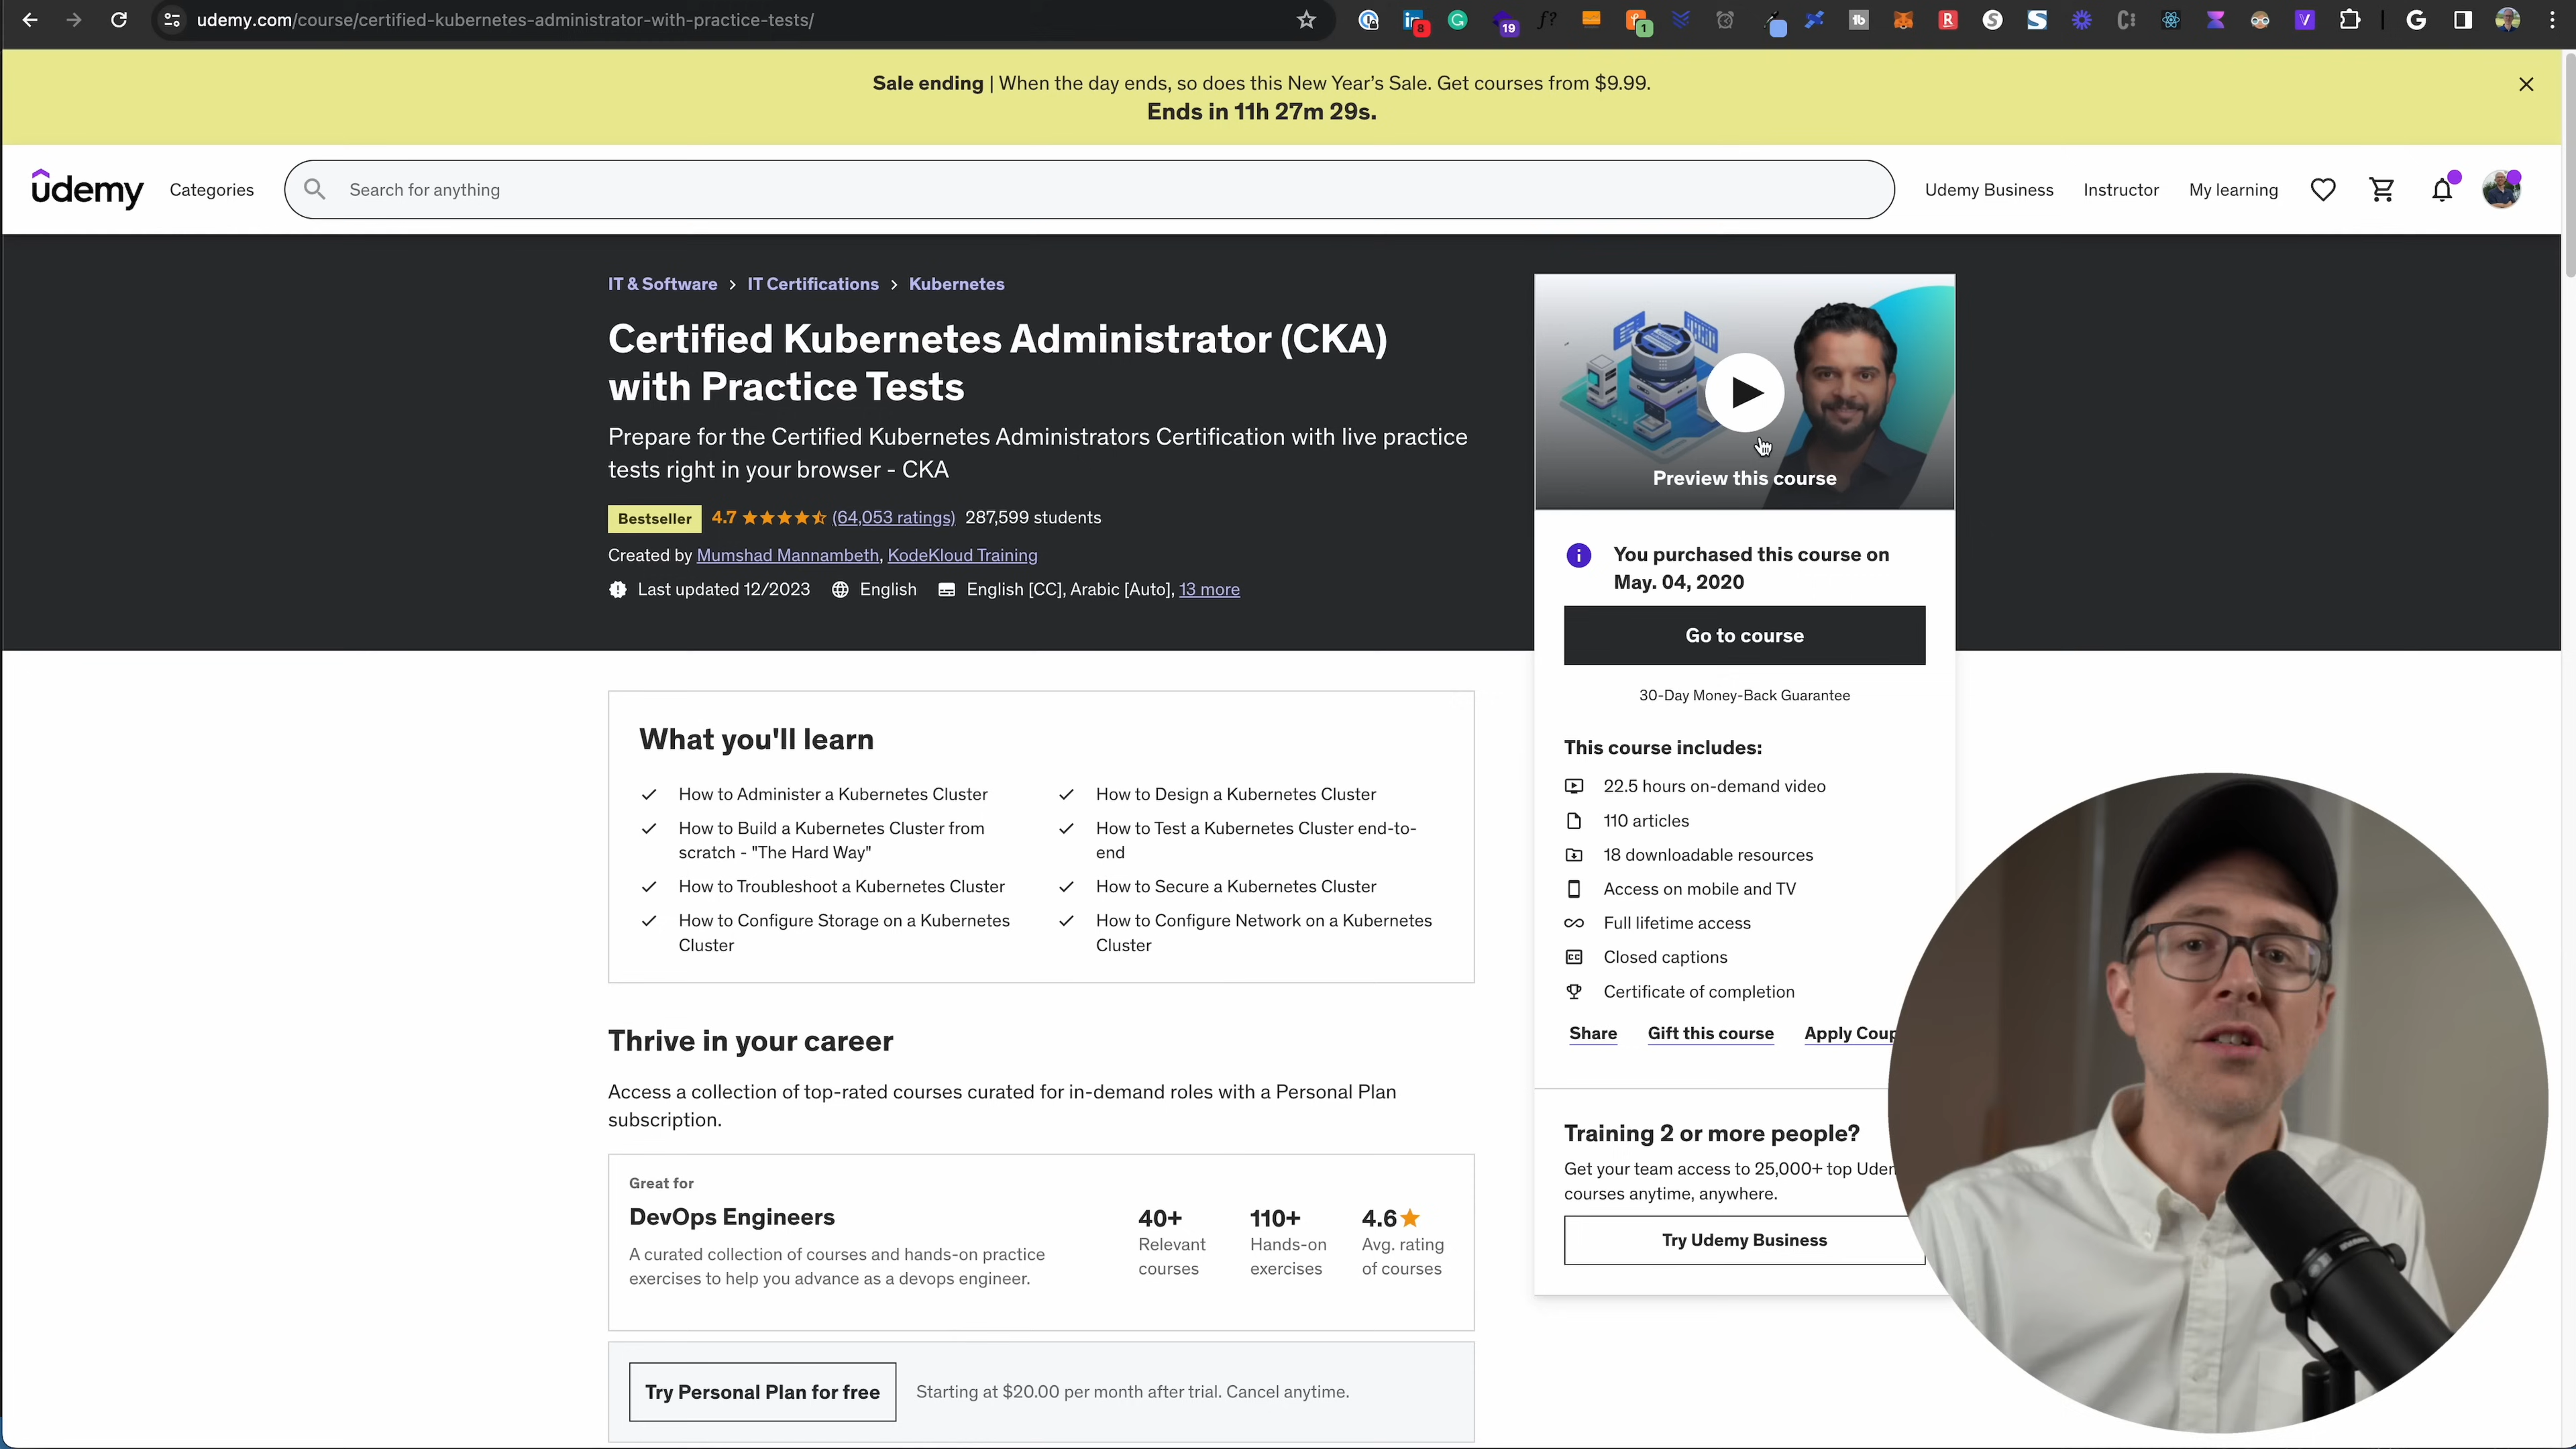 udemy.com/course/certified-kubernetes-administrator-with-practice-tests/
8
19
1
Sale ending | When the day ends, so does this New Year's Sale. Get courses from $9.99.
Ends in 11h 27m 29s.
udemy
Categories
Search for anything
Udemy Business
Instructor
My learning
IT & Software > IT Certifications > Kubernetes
Certified Kubernetes Administrator (CKA)
with Practice Tests
Prepare for the Certified Kubernetes Administrators Certification with live practice
tests right in your browser - CKA
Bestseller 4.7 (64,053 ratings) 287,599 students
Created by Mumshad Mannambeth, KodeKloud Training
Last updated 12/2023 English English [CC], Arabic [Auto], 13 more
Preview this course
You purchased this course on
May. 04, 2020
Go to course
30-Day Money-Back Guarantee
This course includes:
22.5 hours on-demand video
110 articles
18 downloadable resources
Access on mobile and TV
Full lifetime access
Closed captions
Certificate of completion
Share Gift this course Apply Coup
Training 2 or more people?
Get your team access to 25,000+ top Udem
courses anytime, anywhere.
Try Udemy Business
What you'll learn
How to Administer a Kubernetes Cluster
How to Build a Kubernetes Cluster from
scratch - "The Hard Way"
How to Troubleshoot a Kubernetes Cluster
How to Configure Storage on a Kubernetes
Cluster
How to Design a Kubernetes Cluster
How to Test a Kubernetes Cluster end-to-
end
How to Secure a Kubernetes Cluster
How to Configure Network on a Kubernetes
Cluster
Thrive in your career
Access a collection of top-rated courses curated for in-demand roles with a Personal Plan
subscription.
Great for
DevOps Engineers
A curated collection of courses and hands-on practice
exercises to help you advance as a devops engineer.
40+
Relevant
courses
110+
Hands-on
exercises
4.6
Avg. rating
of courses
Try Personal Plan for free
Starting at $20.00 per month after trial. Cancel anytime.